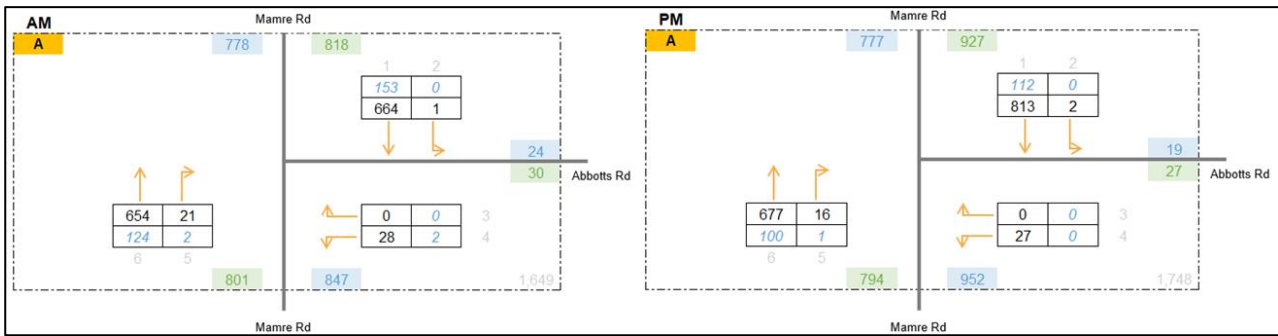 AM
Mamre Rd
A
778
818
1 2
153 0
664 1
24
30
Abbotts Rd
654 21
124 2
6 5
0 0 3
28 2 4
801
847
1,649
Mamre Rd
PM
Mamre Rd
A
777
927
1 2
112 0
813 2
19
27
Abbotts Rd
677 16
100 1
6 5
0 0 3
27 0 4
794
952
1,748
Mamre Rd